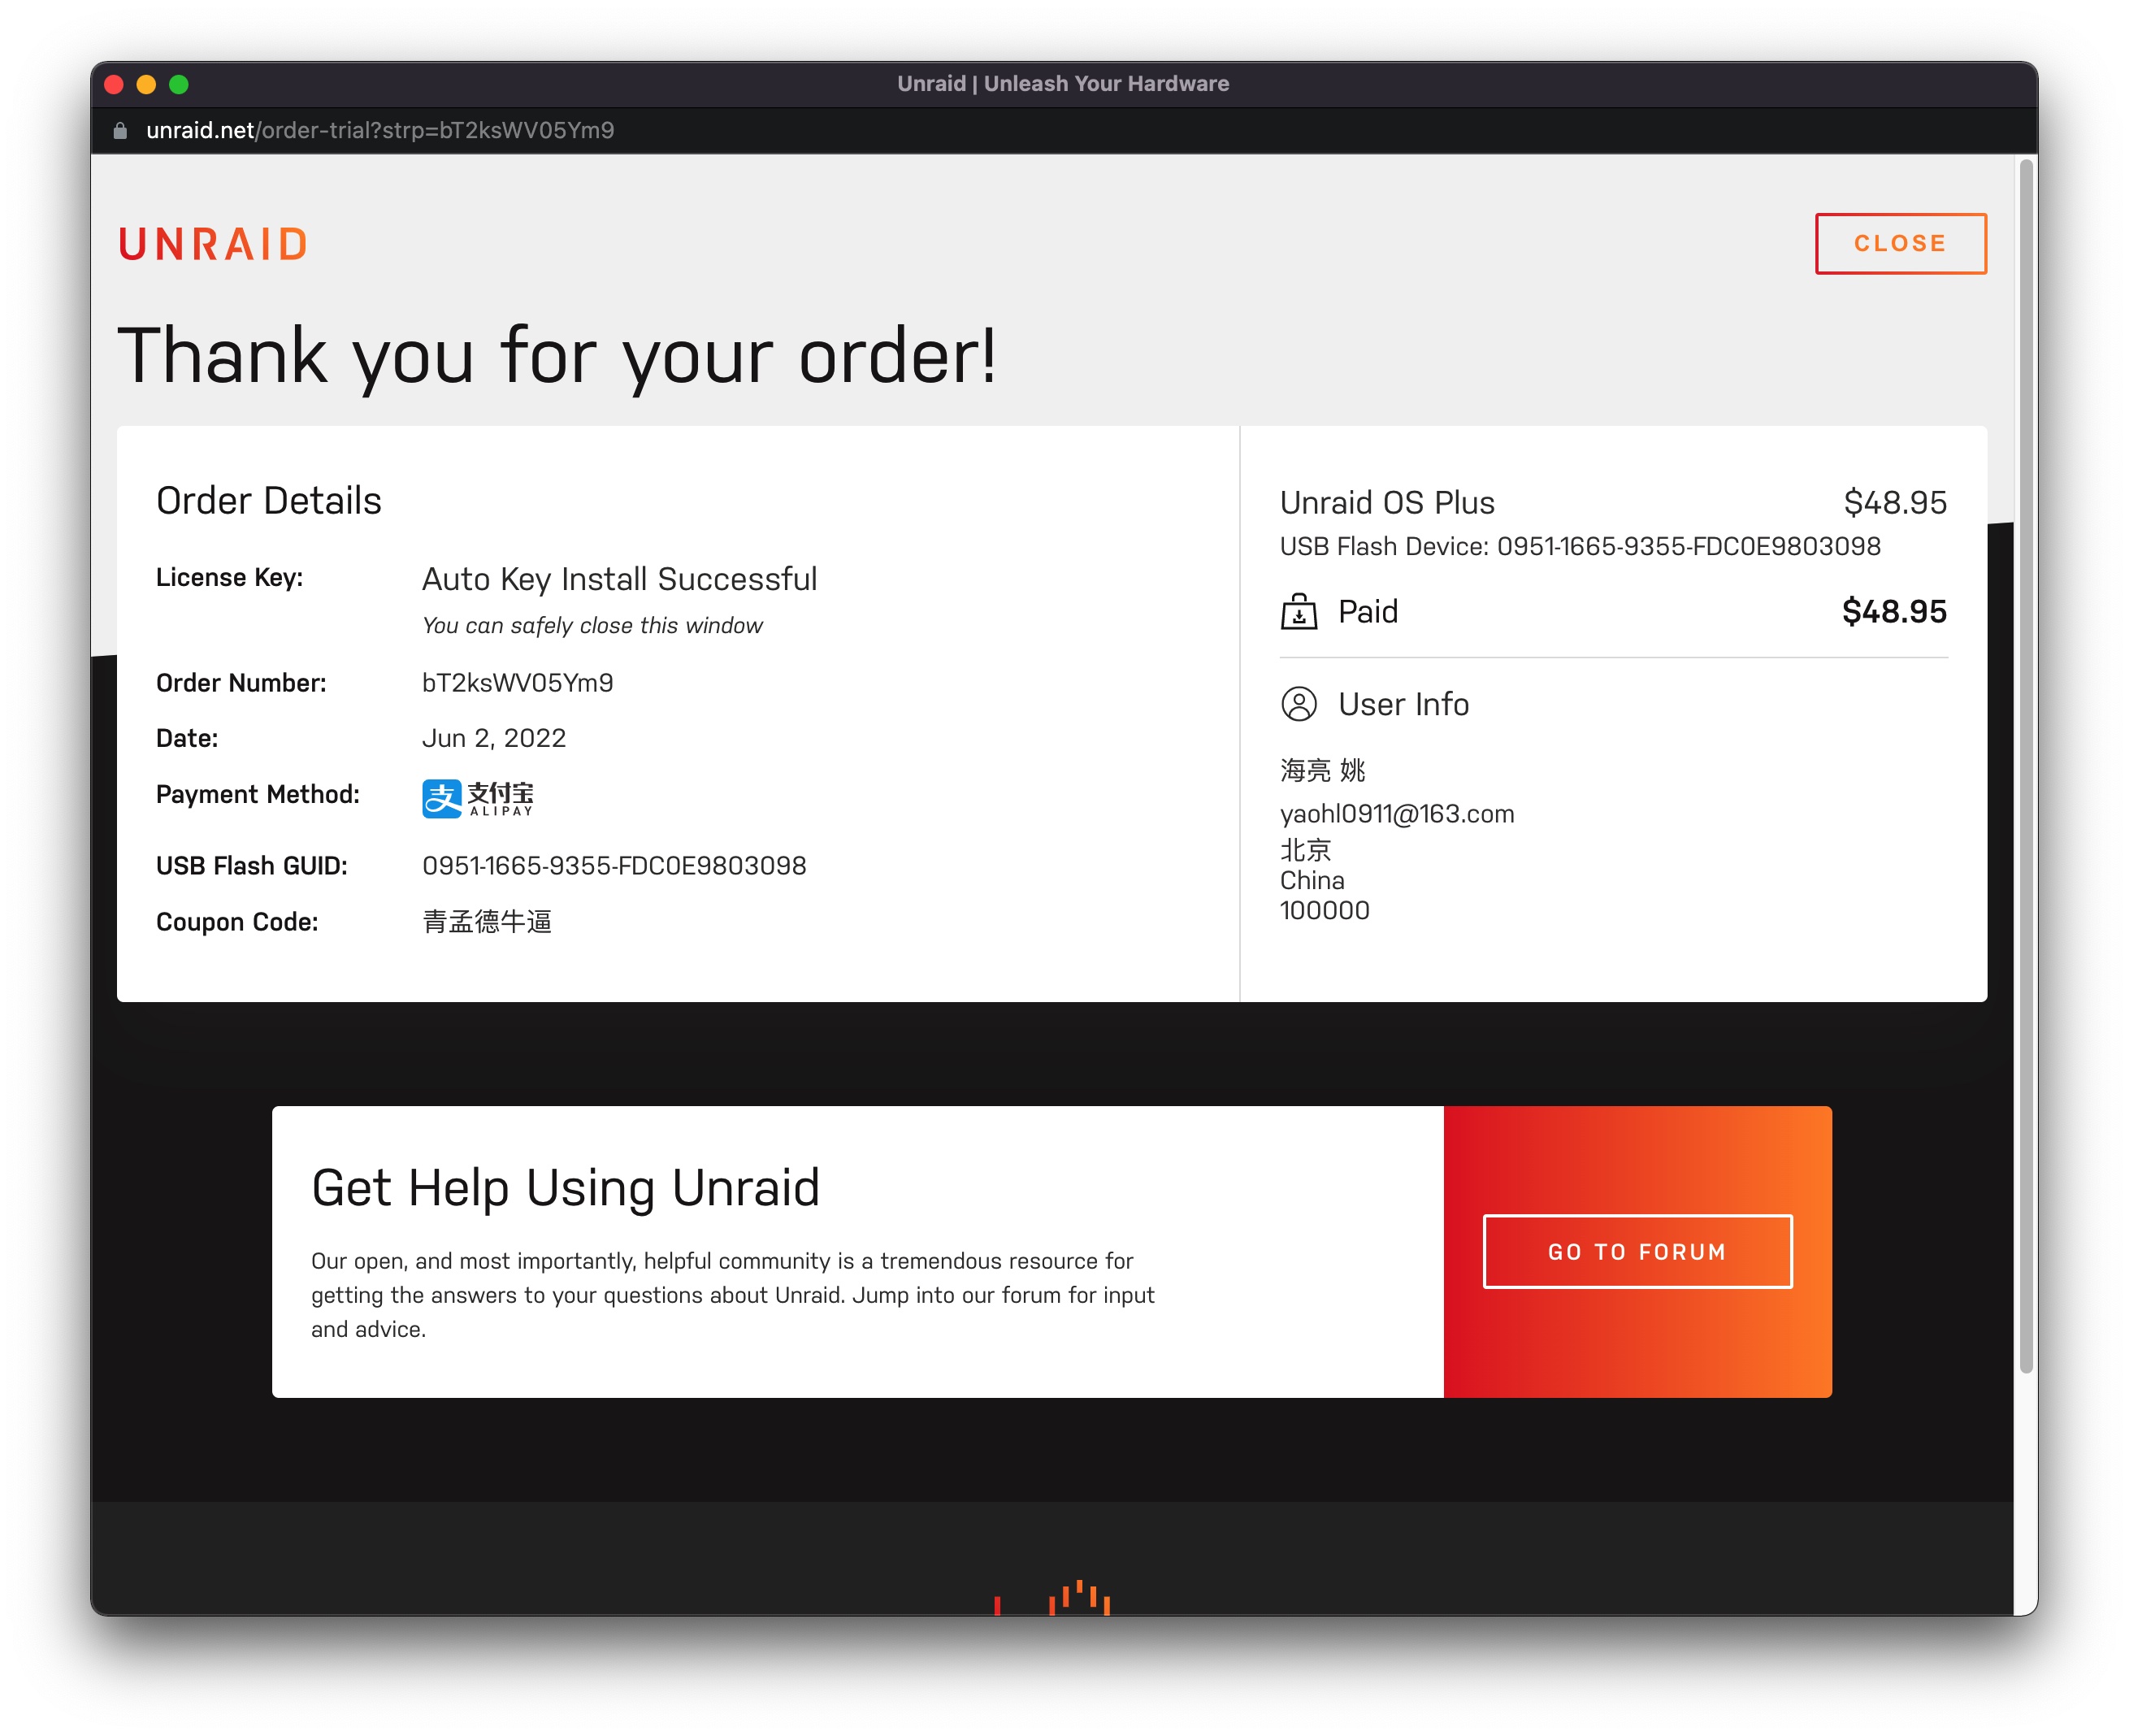 Unraid | Unleash Your Hardware
unraid.net/order-trial?strp=bT2ksWV05Ym9
UNRAID
CLOSE
Thank you for your order!
Order Details
License Key: Auto Key Install Successful
You can safely close this window
Order Number: bT2ksWV05Ym9
Date: Jun 2, 2022
Payment Method: 支 支付宝
ALIPAY
USB Flash GUID: 0951-1665-9355-FDC0E9803098
Coupon Code: 青孟德牛逼
Unraid OS Plus $48.95
USB Flash Device: 0951-1665-9355-FDC0E9803098
Paid $48.95
User Info
海亮 姚
yaohl0911@163.com
北京
China
100000
Get Help Using Unraid
Our open, and most importantly, helpful community is a tremendous resource for
getting the answers to your questions about Unraid. Jump into our forum for input
and advice.
GO TO FORUM